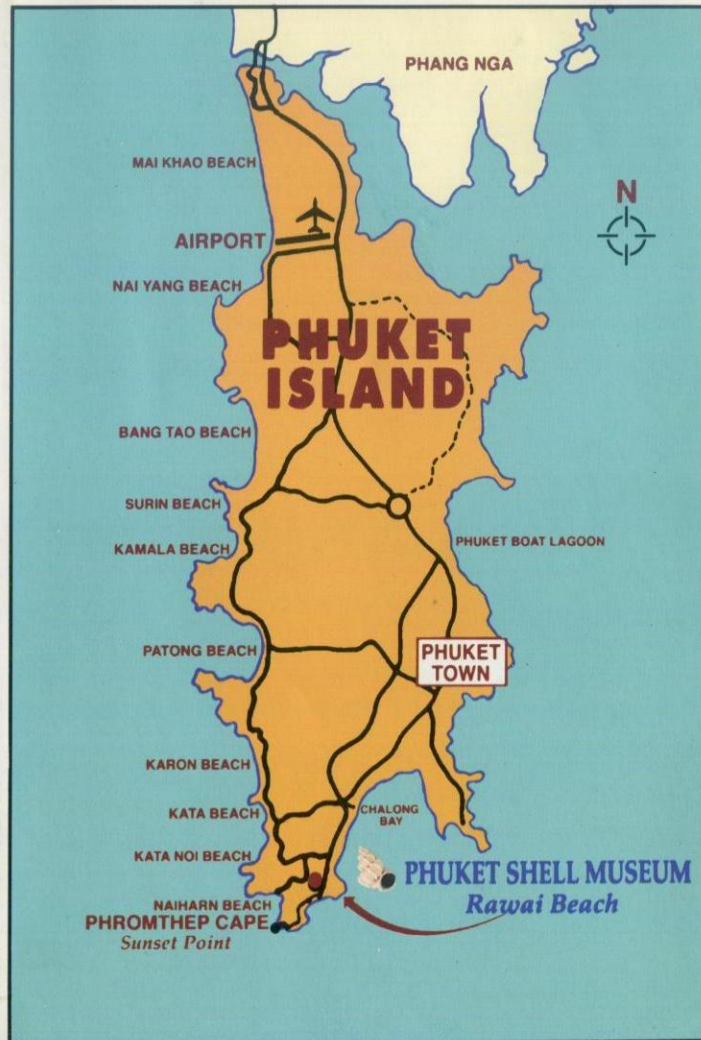 PHANG NGA
MAI KHAO BEACH
N
AIRPORT
NAI YANG BEACH
PHUKET
ISLAND
BANG TAO BEACH
SURIN BEACH
KAMALA BEACH
PHUKET BOAT LAGOON
PATONG BEACH
PHUKET
TOWN
KARON BEACH
KATA BEACH
CHALONG
BAY
KATA NOI BEACH
PHUKET SHELL MUSEUM
Rawai Beach
NAIHARN BEACH
PHROMTHEP CAPE
Sunset Point